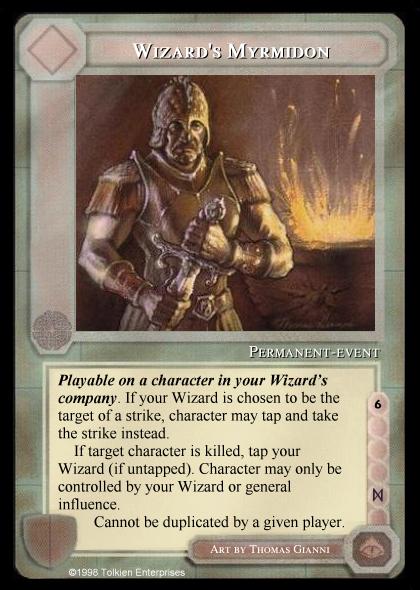 Wizard's Myrmidon
Permanent-event
Playable on a character in your Wizard's
company. If your Wizard is chosen to be the
target of a strike, character may tap and take
the strike instead.
If target character is killed, tap your
Wizard (if untapped). Character may only be
controlled by your Wizard or general
influence.
Cannot be duplicated by a given player.
6
Art by Thomas Gianni
©1998 Tolkien Enterprises